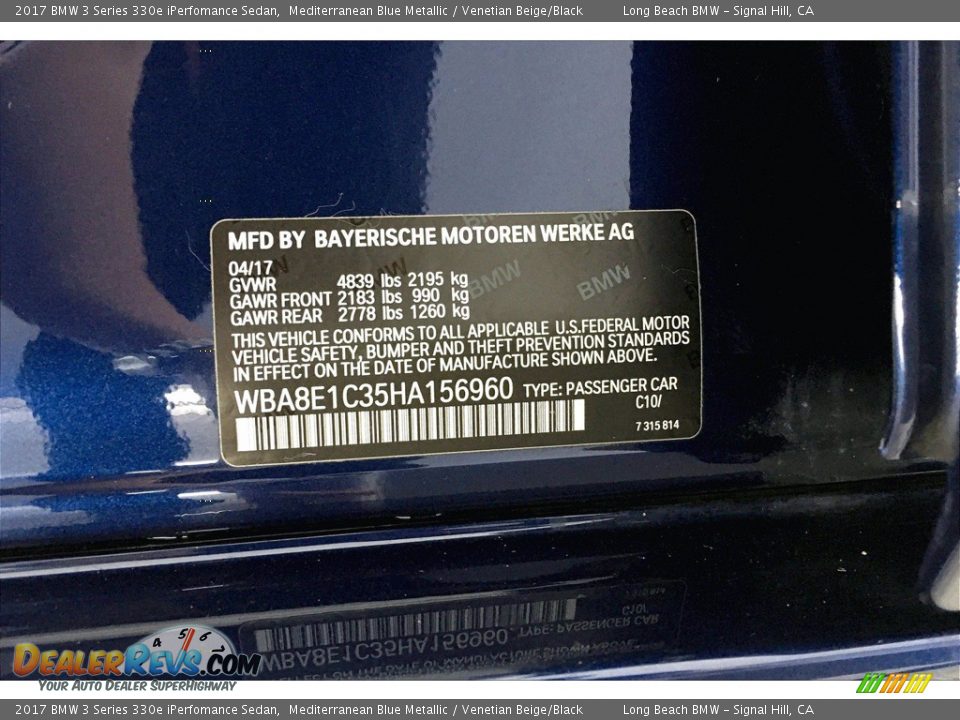 2017 BMW 3 Series 330e iPerfomance Sedan, Mediterranean Blue Metallic / Venetian Beige/Black Long Beach BMW - Signal Hill, CA
MFD BY BAYERISCHE MOTOREN WERKE AG
04/17
GVWR 4839 lbs 2195 kg
GAWR FRONT 2183 lbs 990 kg
GAWR REAR 2778 lbs 1260 kg
THIS VEHICLE CONFORMS TO ALL APPLICABLE U.S.FEDERAL MOTOR
VEHICLE SAFETY, BUMPER AND THEFT PREVENTION STANDARDS
IN EFFECT ON THE DATE OF MANUFACTURE SHOWN ABOVE.
WBA8E1C35HA156960 TYPE: PASSENGER CAR
C10/
7 315 814
BMW BMW
DEALERREVS.COM
4 5 6
YOUR AUTO DEALER SUPERHIGHWAY
2017 BMW 3 Series 330e iPerfomance Sedan, Mediterranean Blue Metallic / Venetian Beige/Black Long Beach BMW - Signal Hill, CA